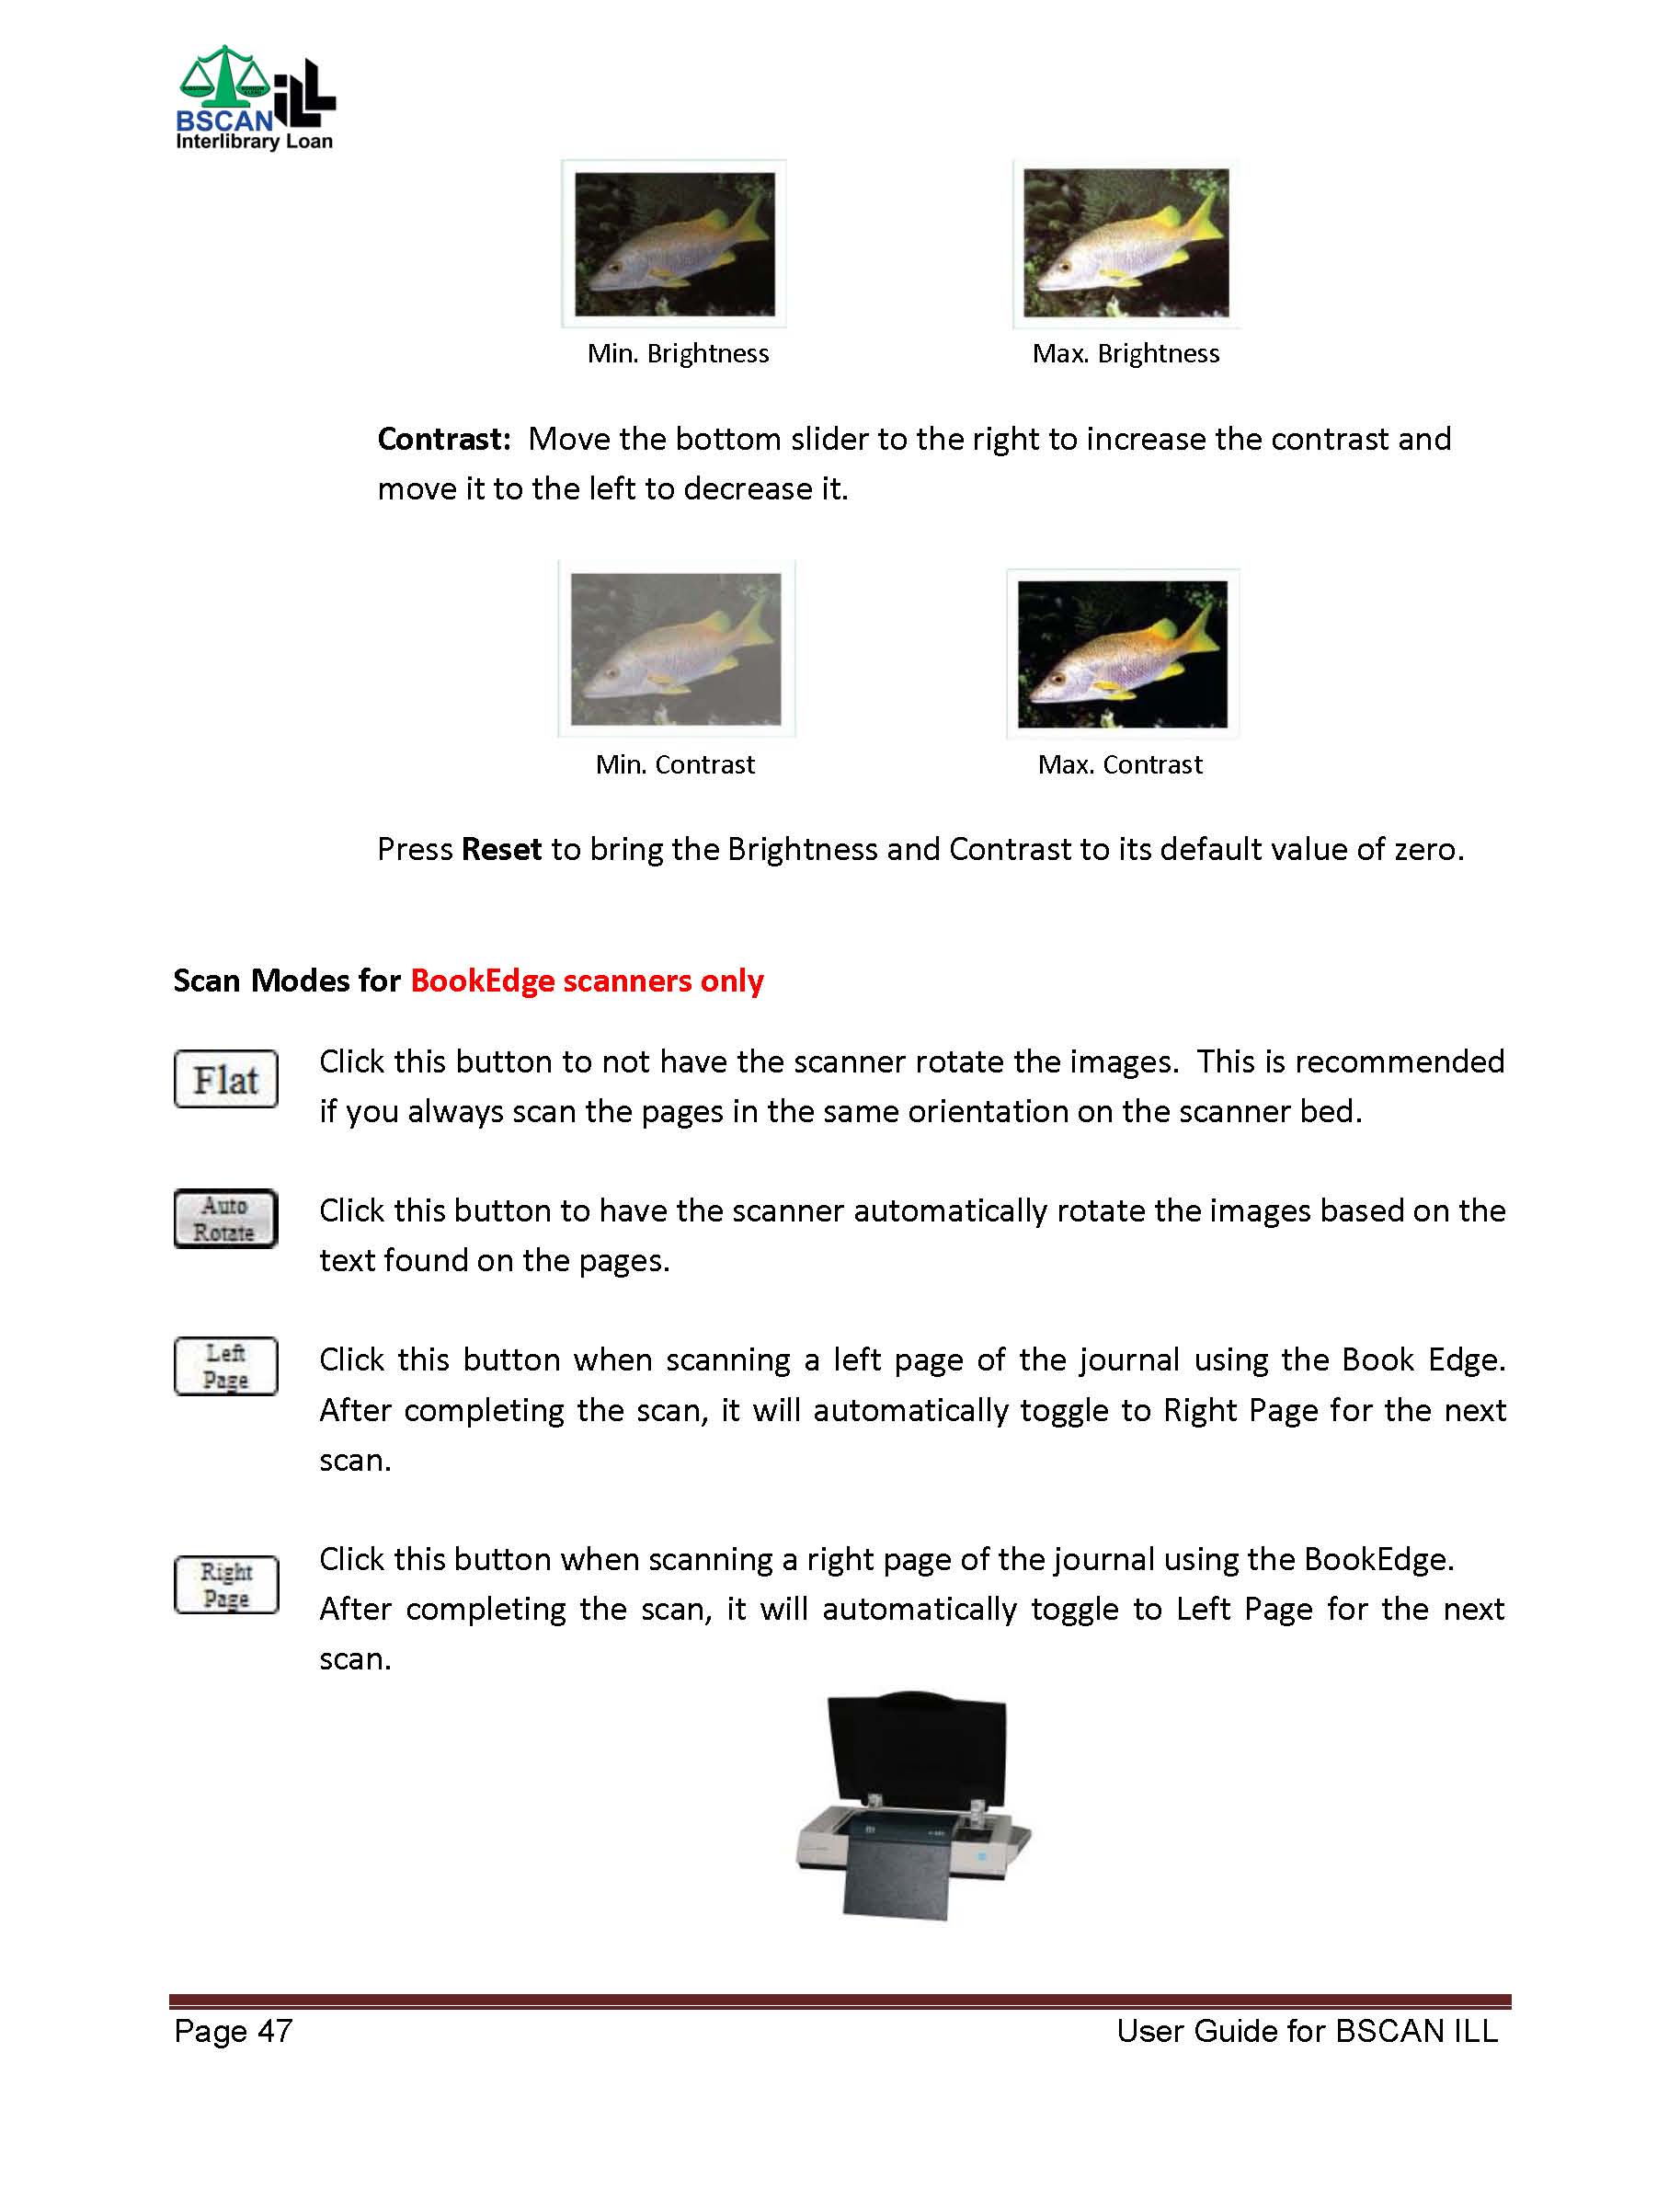 BSCAN ILL
Interlibrary Loan
Min. Brightness
Max. Brightness
Contrast:  Move the bottom slider to the right to increase the contrast and
move it to the left to decrease it.
Min. Contrast
Max. Contrast
Press Reset to bring the Brightness and Contrast to its default value of zero.
Scan Modes for BookEdge scanners only
Flat
Click this button to not have the scanner rotate the images.  This is recommended
if you always scan the pages in the same orientation on the scanner bed.
Auto
Rotate
Click this button to have the scanner automatically rotate the images based on the
text found on the pages.
Left
Page
Click this button when scanning a left page of the journal using the Book Edge.
After completing the scan, it will automatically toggle to Right Page for the next
scan.
Right
Page
Click this button when scanning a right page of the journal using the BookEdge.
After completing the scan, it will automatically toggle to Left Page for the next
scan.
Page 47
User Guide for BSCAN ILL